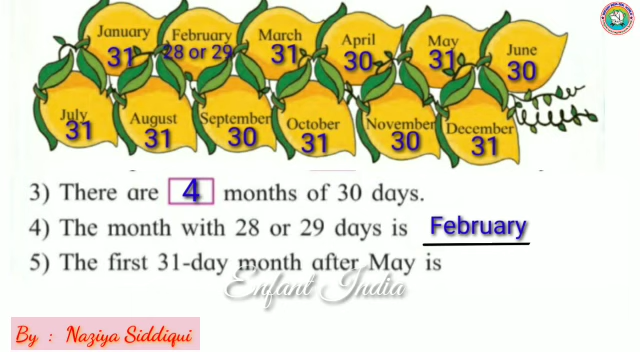 January
31
February
28 or 29
March
31
April
30
May
31
June
30
July
31
August
31
September
30
October
31
November
30
December
31
3) There are 4 months of 30 days.
4) The month with 28 or 29 days is February
5) The first 31-day month after May is
Enfant India
By : Naziya Siddiqui